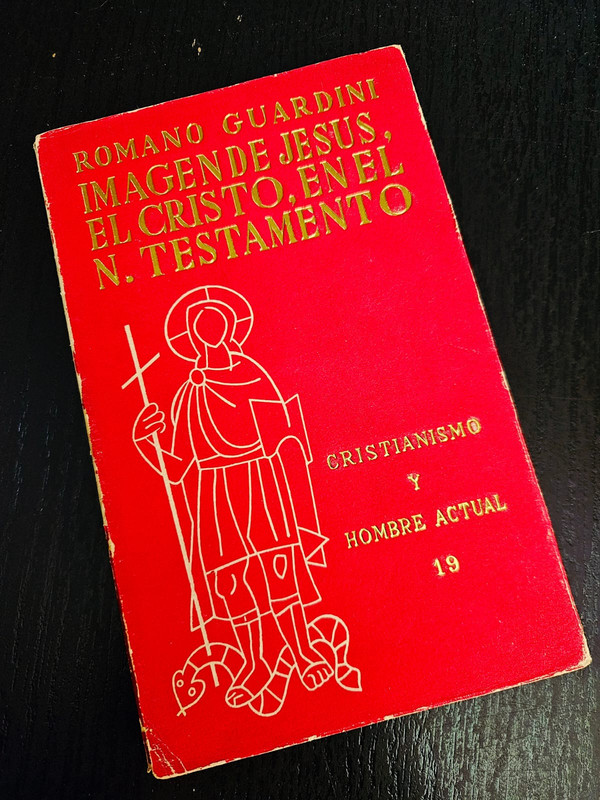 ROMANO GUARDINI
IMAGEN DE JESUS,
EL CRISTO, EN EL
N. TESTAMENTO
CRISTIANISMO
Y
HOMBRE ACTUAL
19